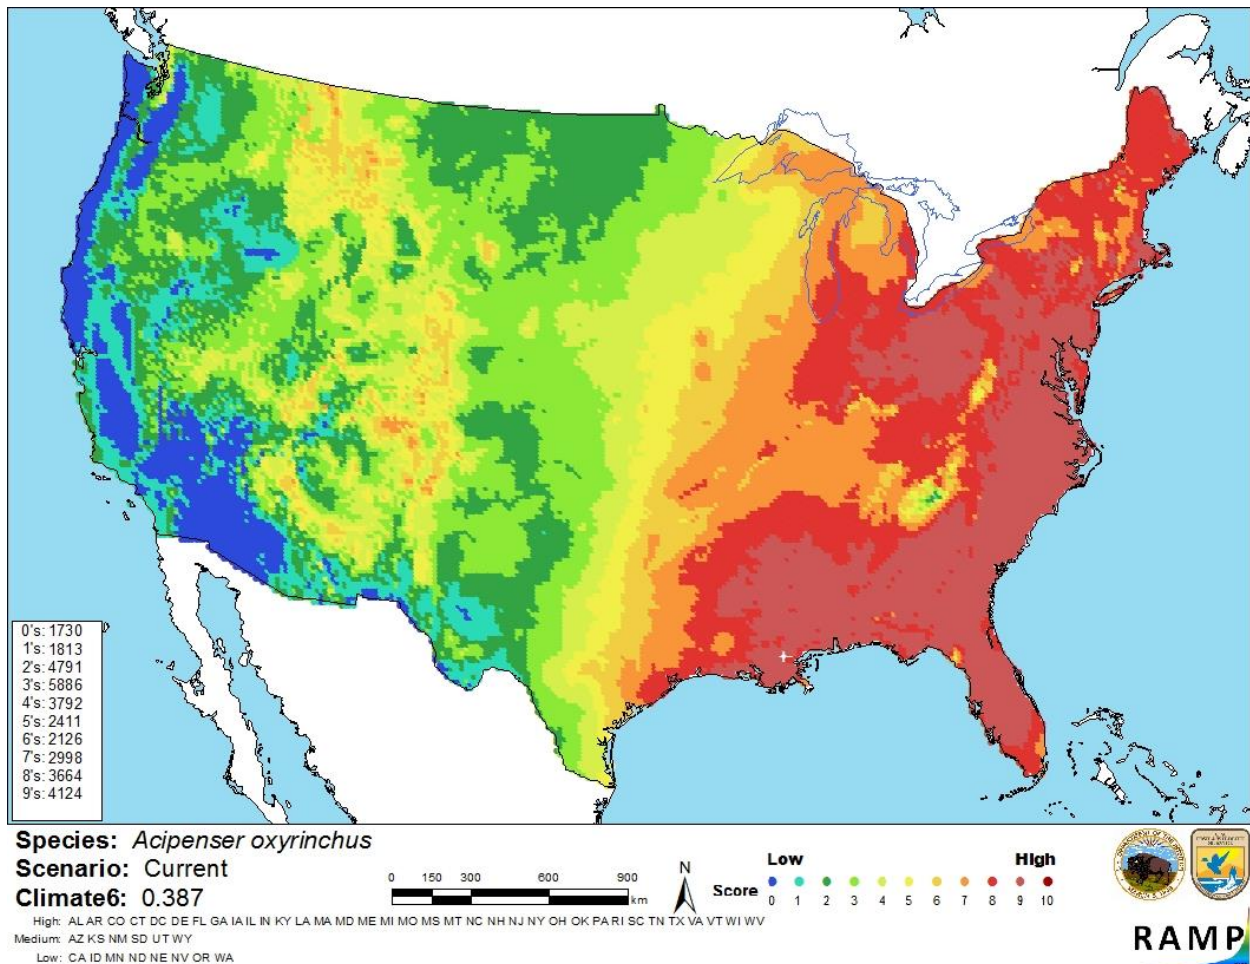 0's: 1730
1's: 1813
2's: 4791
3's: 5886
4's: 3792
5's: 2411
6's: 2126
7's: 2998
8's: 3664
9's: 4124
Species: Acipenser oxyrinchus
Scenario: Current
Climate6: 0.387
High: AL AR CO CT DC DE FL GA IA IL IN KY LA MA MD ME MI MO MS MT NC NH NJ NY OH OK PA RI SC TN TX VA VT WI WV
Medium: AZ KS NM SD UT WY
Low: CA ID MN ND NE NV OR WA
0 150 300 600 900
km
N
Low High
Score
0 1 2 3 4 5 6 7 8 9 10
RAMP